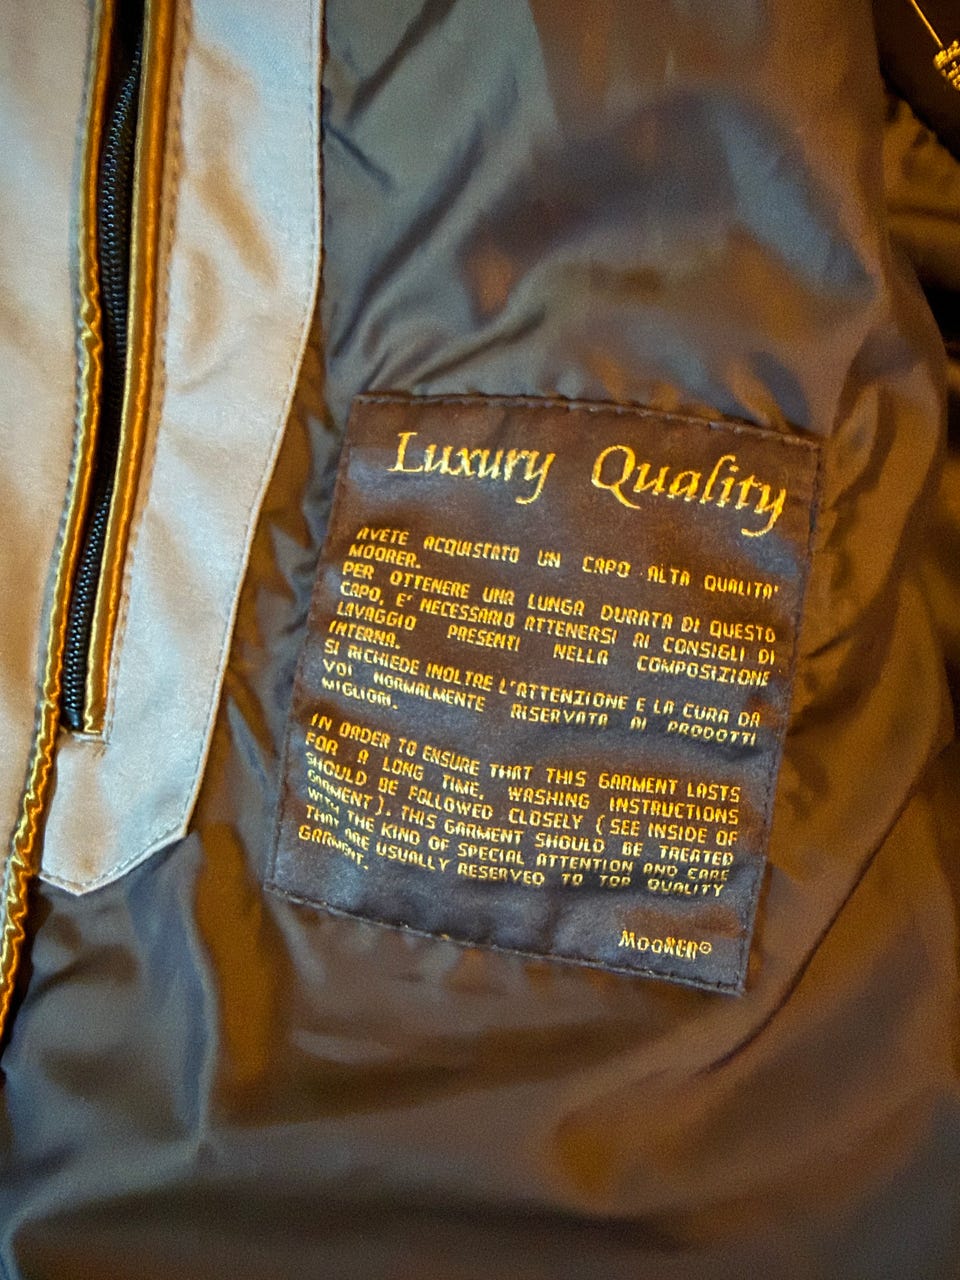 Luxury Quality
AVETE ACQUISTATO UN CAPO ALTA QUALITA'
MOORER.
PER OTTENERE UNA LUNGA DURATA DI QUESTO
CAPO, E' NECESSARIO ATTENERSI AI CONSIGLI DI
LAVAGGIO PRESENTI NELLA COMPOSIZIONE
INTERNA.
SI RICHIEDE INOLTRE L'ATTENZIONE E LA CURA DA
VOI NORMALMENTE RISERVATA AI PRODOTTI
MIGLIORI.
IN ORDER TO ENSURE THAT THIS GARMENT LASTS
FOR A LONG TIME, WASHING INSTRUCTIONS
SHOULD BE FOLLOWED CLOSELY ( SEE INSIDE OF
GARMENT ). THIS GARMENT SHOULD BE TREATED
WITH THE KIND OF SPECIAL ATTENTION AND CARE
THAT ARE USUALLY RESERVED TO TOP QUALITY
GARMENT.
MOORER®